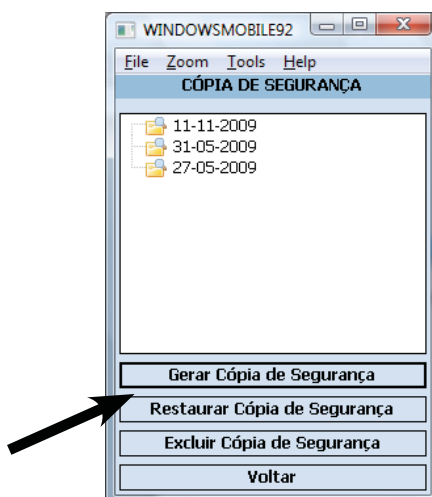 WINDOWSMOBILE92
File Zoom Tools Help
CÓPIA DE SEGURANÇA
11-11-2009
31-05-2009
27-05-2009
Gerar Cópia de Segurança
Restaurar Cópia de Segurança
Excluir Cópia de Segurança
Voltar